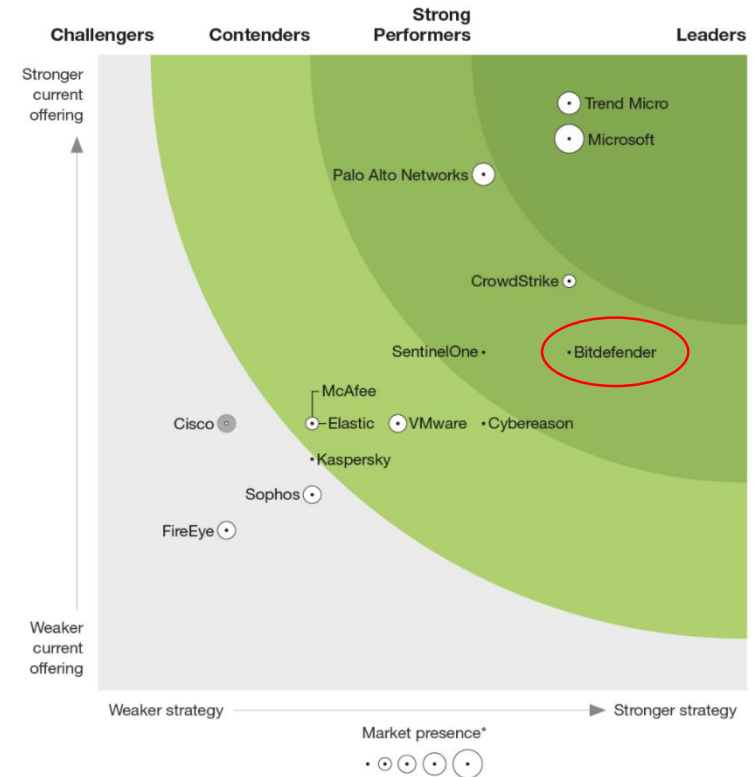 Challengers
Contenders
Strong
Performers
Leaders
Stronger
current
offering
Trend Micro
Microsoft
Palo Alto Networks
CrowdStrike
SentinelOne
Bitdefender
McAfee
Cisco
Elastic
VMware
Cybereason
Kaspersky
Sophos
FireEye
Weaker
current
offering
Weaker strategy
Stronger strategy
Market presence*